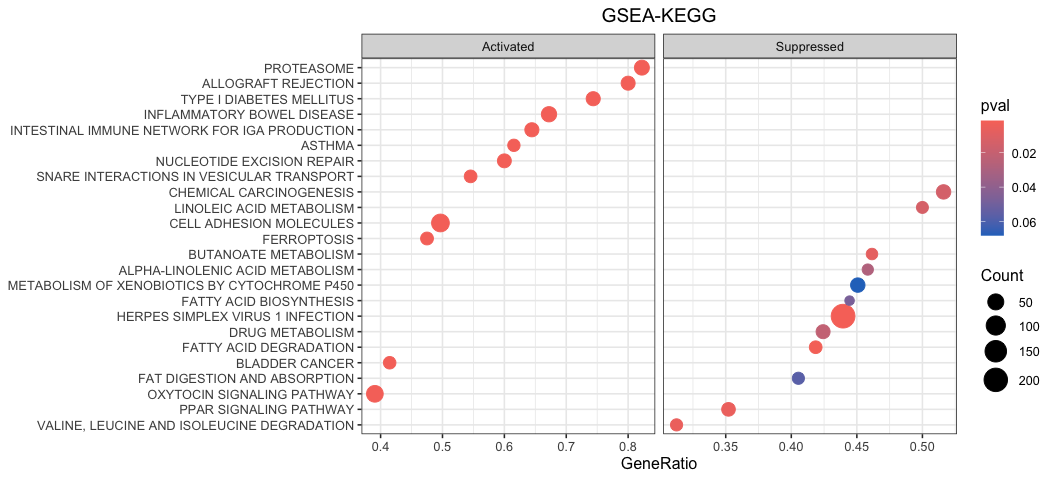 GSEA-KEGG
Activated
Suppressed
PROTEASOME
ALLOGRAFT REJECTION
TYPE I DIABETES MELLITUS
INFLAMMATORY BOWEL DISEASE
INTESTINAL IMMUNE NETWORK FOR IGA PRODUCTION
ASTHMA
NUCLEOTIDE EXCISION REPAIR
SNARE INTERACTIONS IN VESICULAR TRANSPORT
CHEMICAL CARCINOGENESIS
LINOLEIC ACID METABOLISM
CELL ADHESION MOLECULES
FERROPTOSIS
BUTANOATE METABOLISM
ALPHA-LINOLENIC ACID METABOLISM
METABOLISM OF XENOBIOTICS BY CYTOCHROME P450
FATTY ACID BIOSYNTHESIS
HERPES SIMPLEX VIRUS 1 INFECTION
DRUG METABOLISM
FATTY ACID DEGRADATION
BLADDER CANCER
FAT DIGESTION AND ABSORPTION
OXYTOCIN SIGNALING PATHWAY
PPAR SIGNALING PATHWAY
VALINE, LEUCINE AND ISOLEUCINE DEGRADATION
0.4 0.5 0.6 0.7 0.8
0.35 0.40 0.45 0.50
GeneRatio
pval
0.02
0.04
0.06
Count
50
100
150
200